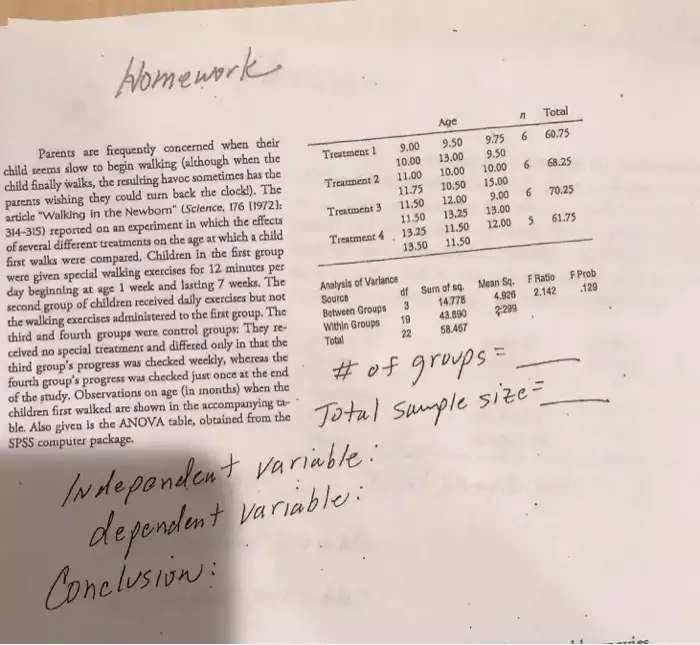 Homework
Parents are frequently concerned when their
child seems slow to begin walking (although when the
child finally walks, the resulting havoc sometimes has the
parents wishing they could turn back the clock!). The
article "Walking in the Newborn" (Science, 176 [1972]:
314–315) reported on an experiment in which the effects
of several different treatments on the age at which a child
first walks were compared. Children in the first group
were given special walking exercises for 12 minutes per
day beginning at age 1 week and lasting 7 weeks. The
second group of children received daily exercises but not
the walking exercises administered to the first group. The
third and fourth groups were control groups: They re-
ceived no special treatment and differed only in that the
third group's progress was checked weekly, whereas the
fourth group's progress was checked just once at the end
of the study. Observations on age (in months) when the
children first walked are shown in the accompanying ta-
ble. Also given is the ANOVA table, obtained from the
SPSS computer package.
Age n Total
Treatment 1 9.00 9.50 9.75 6 60.75
10.00 13.00 9.50
Treatment 2 11.00 10.00 10.00 6 68.25
11.75 10.50 15.00
Treatment 3 11.50 12.00 9.00 6 70.25
11.50 13.25 13.00
Treatment 4 13.25 11.50 12.00 5 61.75
13.50 11.50
Analysis of Variance
Source df Sum of sq. Mean Sq. F Ratio F Prob
Between Groups 3 14.778 4.926 2.142 .129
Within Groups 19 43.690 2.299
Total 22 58.467
# of groups = ___
Total sample size = ___
Independent variable:
dependent variable:
Conclusion: